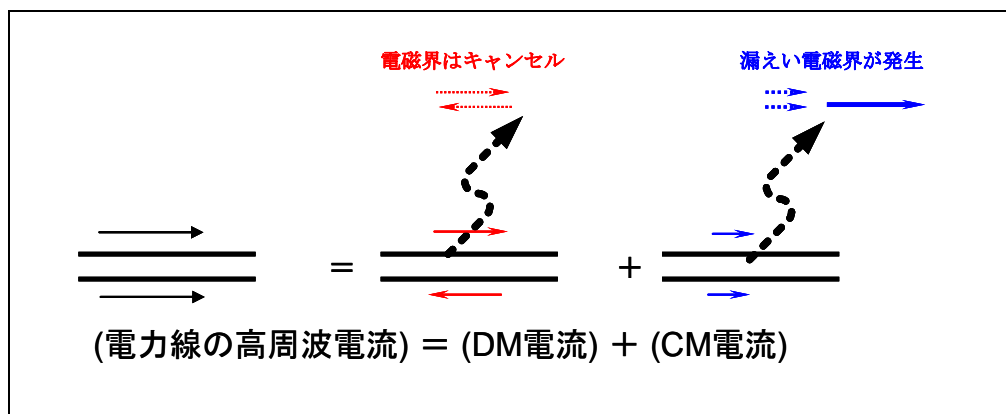 電磁界はキャンセル
漏えい電磁界が発生
= +
(電力線の高周波電流) = (DM電流) + (CM電流)